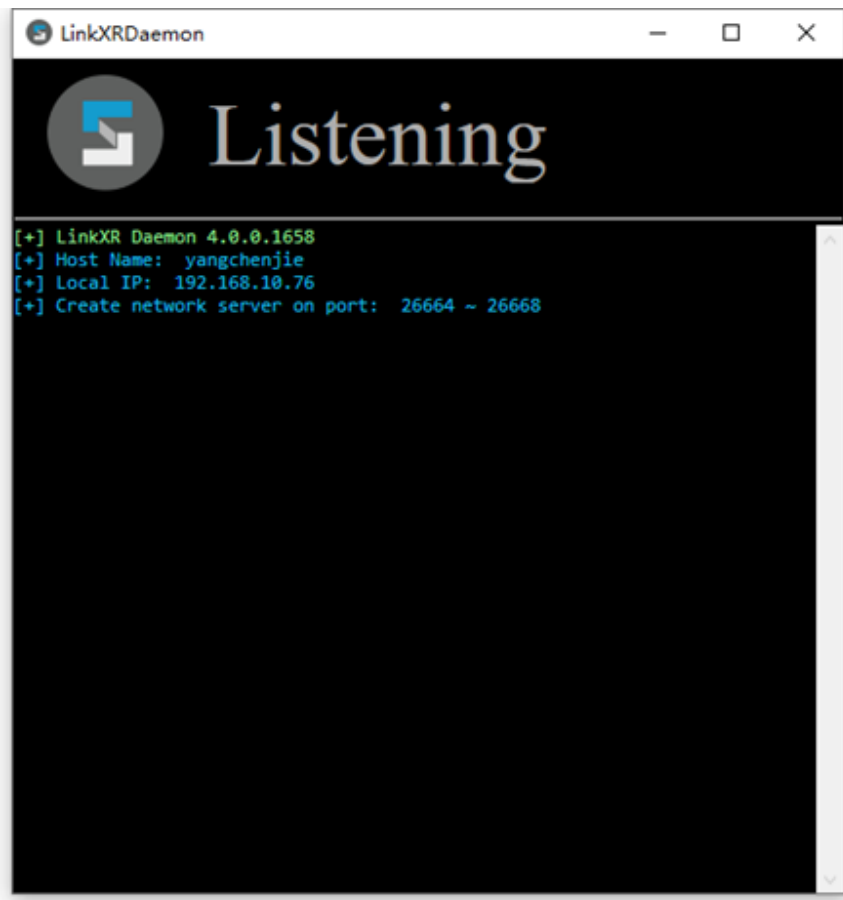 LinkXRDaemon
Listening
[+] LinkXR Daemon 4.0.0.1658
[+] Host Name:  yangchenjie
[+] Local IP:  192.168.10.76
[+] Create network server on port:  26664 ~ 26668